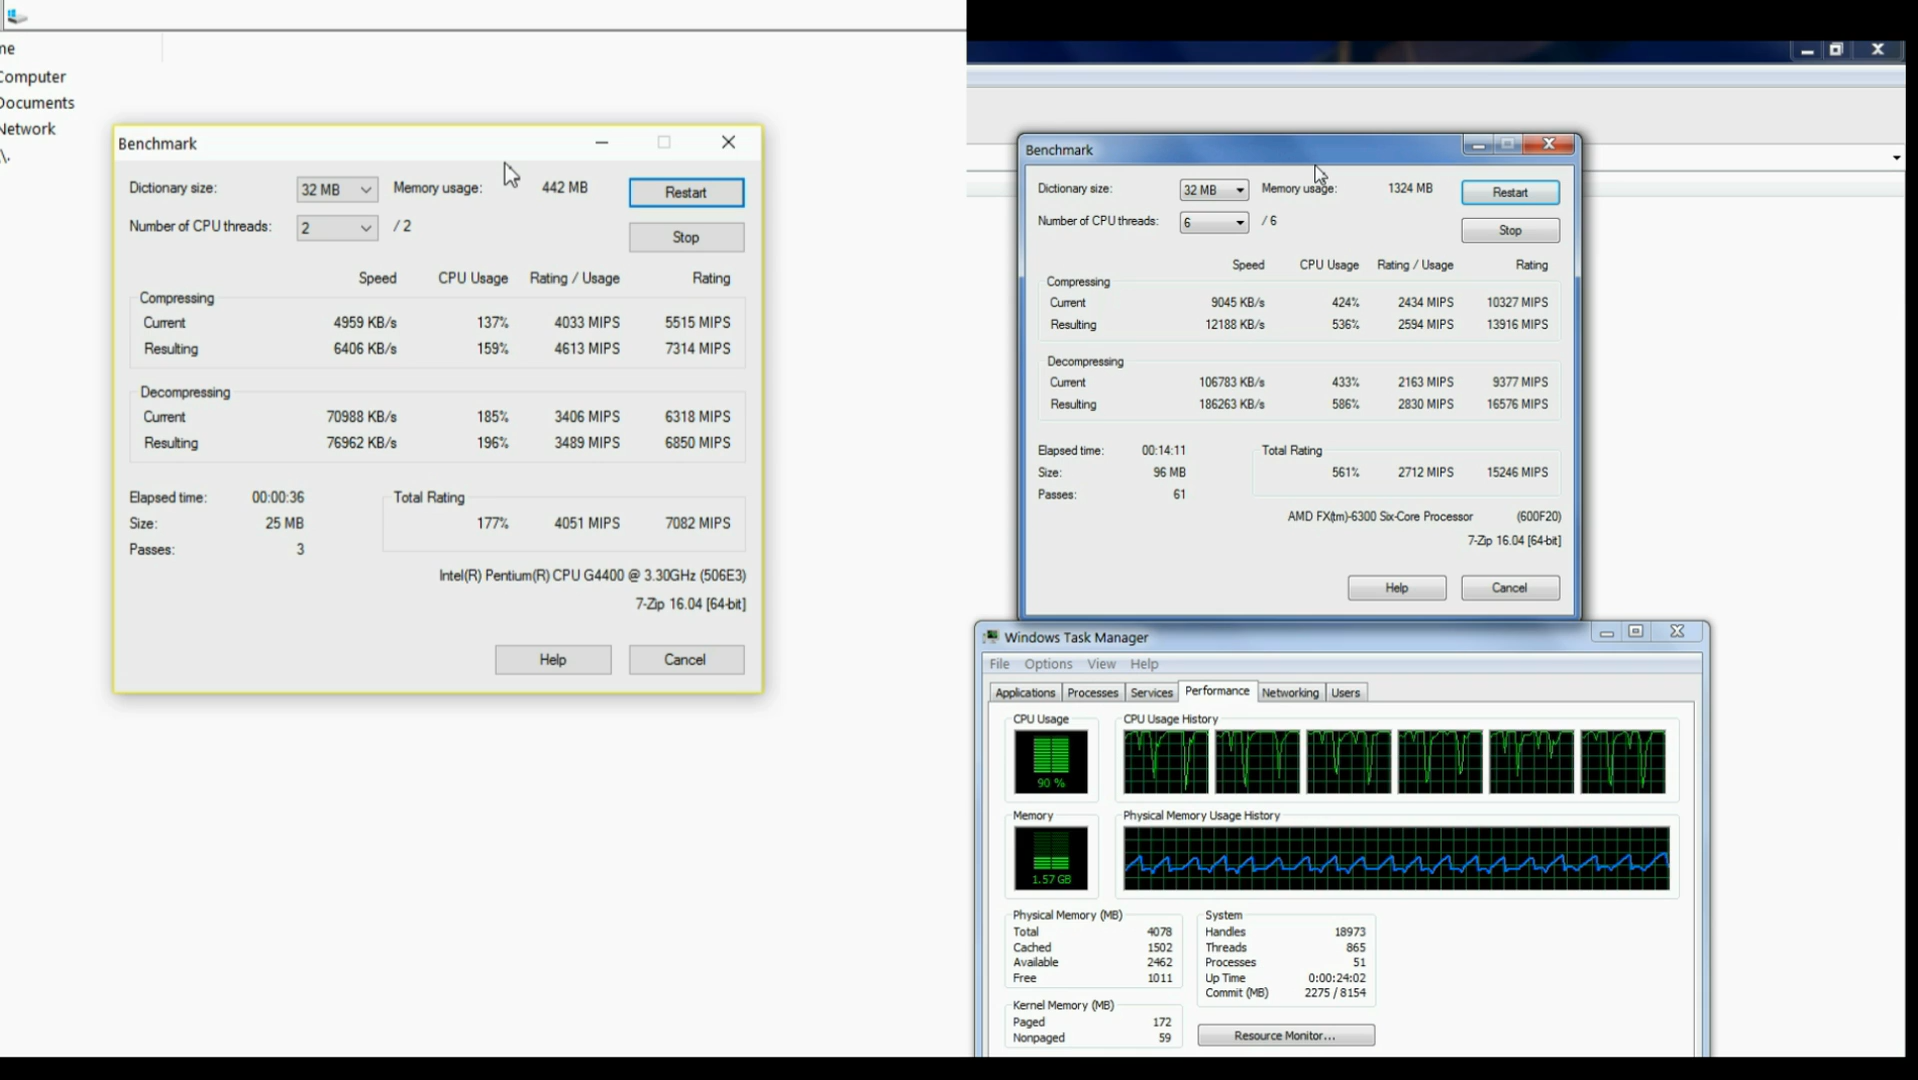 me
Computer
Documents
Network
\\.
Benchmark
Dictionary size: 32 MB Memory usage: 442 MB Restart
Number of CPU threads: 2 / 2 Stop
Speed CPU Usage Rating / Usage Rating
Compressing
Current 4959 KB/s 137% 4033 MIPS 5515 MIPS
Resulting 6406 KB/s 159% 4613 MIPS 7314 MIPS
Decompressing
Current 70988 KB/s 185% 3406 MIPS 6318 MIPS
Resulting 76962 KB/s 196% 3489 MIPS 6850 MIPS
Elapsed time: 00:00:36 Total Rating
Size: 25 MB 177% 4051 MIPS 7082 MIPS
Passes: 3
Intel(R) Pentium(R) CPU G4400 @ 3.30GHz (506E3)
7-Zip 16.04 [64-bit]
Help Cancel
Benchmark
Dictionary size: 32 MB Memory usage: 1324 MB Restart
Number of CPU threads: 6 / 6 Stop
Speed CPU Usage Rating / Usage Rating
Compressing
Current 9045 KB/s 424% 2434 MIPS 10327 MIPS
Resulting 12188 KB/s 536% 2594 MIPS 13916 MIPS
Decompressing
Current 106783 KB/s 433% 2163 MIPS 9377 MIPS
Resulting 186263 KB/s 586% 2830 MIPS 16576 MIPS
Elapsed time: 00:14:11 Total Rating
Size: 96 MB 561% 2712 MIPS 15246 MIPS
Passes: 61
AMD FX(tm)-6300 Six-Core Processor (600F20)
7-Zip 16.04 [64-bit]
Help Cancel
Windows Task Manager
File Options View Help
Applications Processes Services Performance Networking Users
CPU Usage CPU Usage History
90 %
Memory Physical Memory Usage History
1.57 GB
Physical Memory (MB) System
Total 4078 Handles 18973
Cached 1502 Threads 865
Available 2462 Processes 51
Free 1011 Up Time 0:00:24:02
Commit (MB) 2275 / 8154
Kernel Memory (MB)
Paged 172
Nonpaged 59 Resource Monitor...